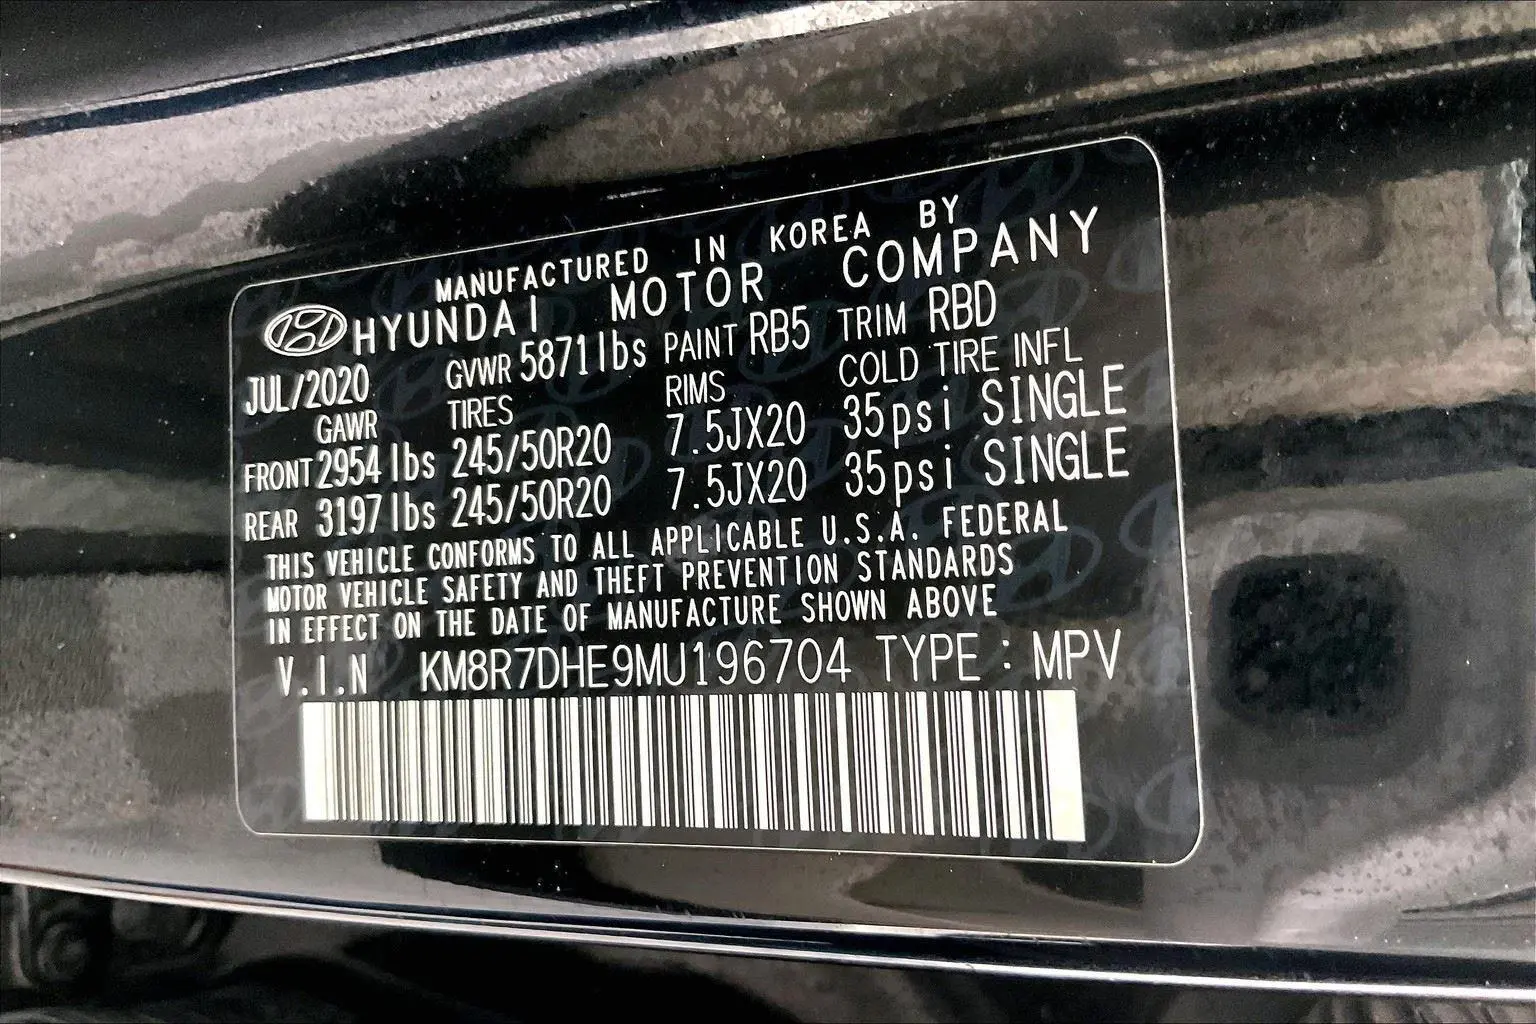 MANUFACTURED IN KOREA BY
HYUNDAI MOTOR COMPANY
JUL/2020 GVWR 5871lbs PAINT RB5 TRIM RBD
GAWR TIRES RIMS COLD TIRE INFL
FRONT 2954lbs 245/50R20 7.5JX20 35psi SINGLE
REAR 3197lbs 245/50R20 7.5JX20 35psi SINGLE
THIS VEHICLE CONFORMS TO ALL APPLICABLE U.S.A. FEDERAL
MOTOR VEHICLE SAFETY AND THEFT PREVENTION STANDARDS
IN EFFECT ON THE DATE OF MANUFACTURE SHOWN ABOVE
V.I.N KM8R7DHE9MU196704 TYPE : MPV